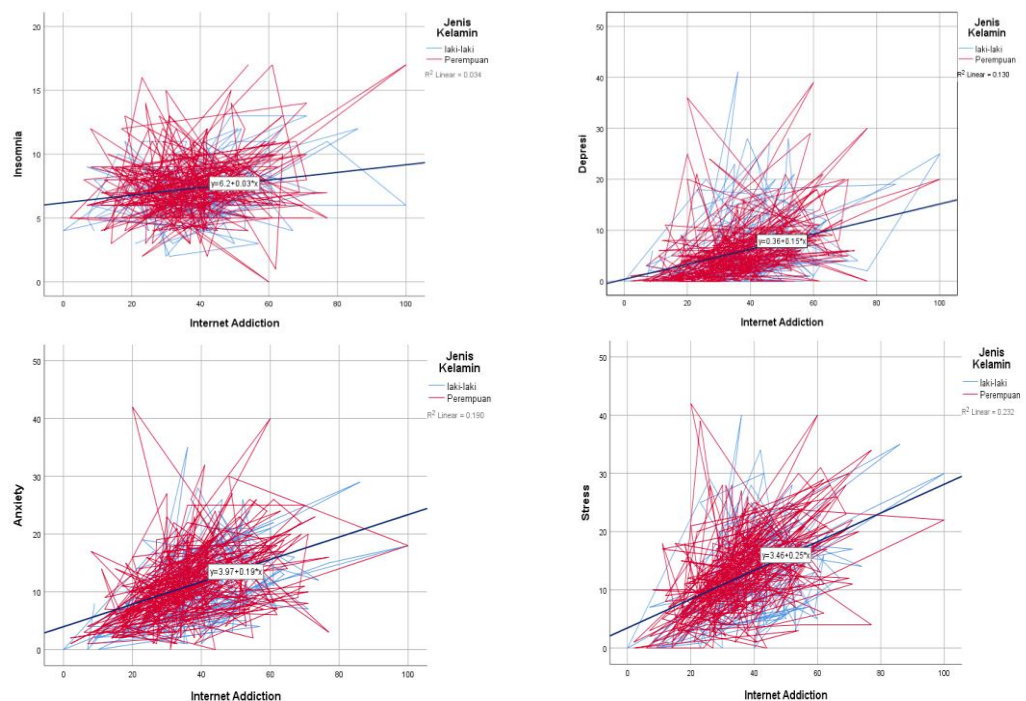 Jenis
Kelamin
laki-laki
Perempuan
R² Linear = 0.034
20
15
10
5
0
Insomnia
y=6.2+0.03*x
0 20 40 60 80 100
Internet Addiction
Jenis
Kelamin
laki-laki
Perempuan
R² Linear = 0.130
50
40
30
20
10
0
Depresi
y=0.36+0.15*x
0 20 40 60 80 100
Internet Addiction
Jenis
Kelamin
laki-laki
Perempuan
R² Linear = 0.190
50
40
30
20
10
0
Anxiety
y=3.97+0.19*x
0 20 40 60 80 100
Internet Addiction
Jenis
Kelamin
laki-laki
Perempuan
R² Linear = 0.232
50
40
30
20
10
0
Stress
y=3.46+0.25*x
0 20 40 60 80 100
Internet Addiction